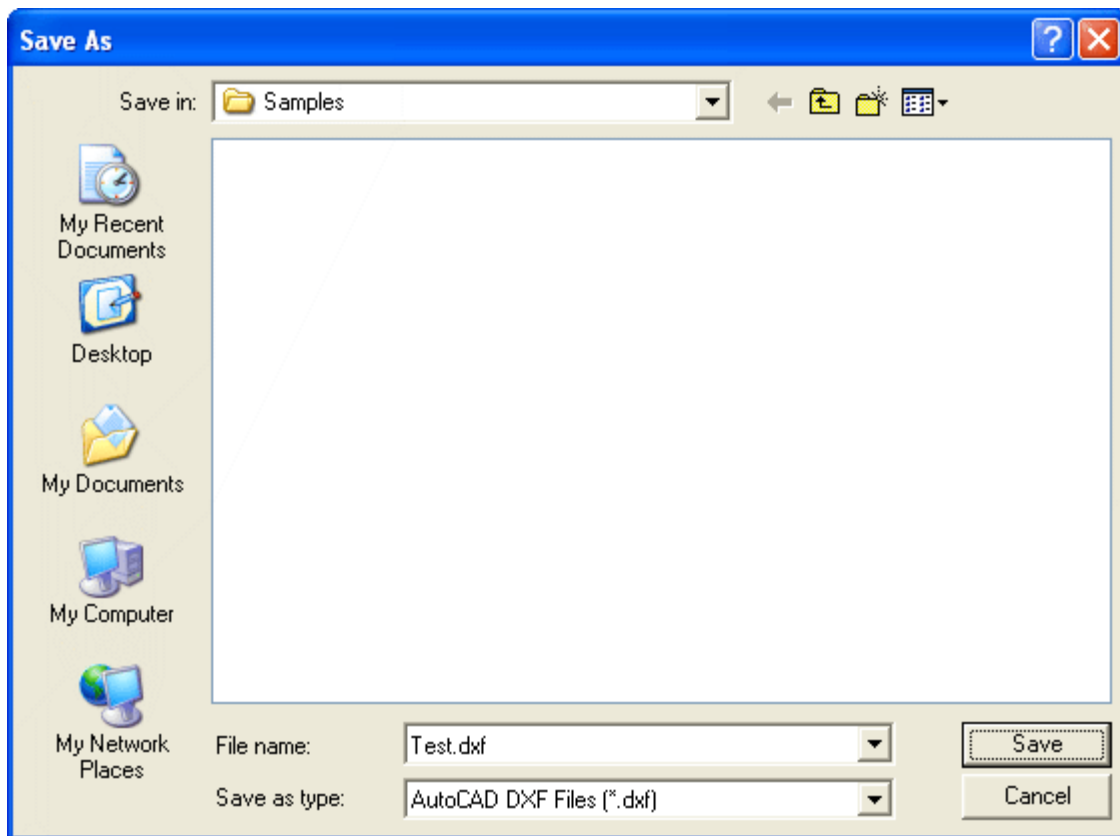 Save As
Save in: Samples
My Recent
Documents
Desktop
My Documents
My Computer
My Network
Places
File name: Test.dxf Save
Save as type: AutoCAD DXF Files (*.dxf) Cancel